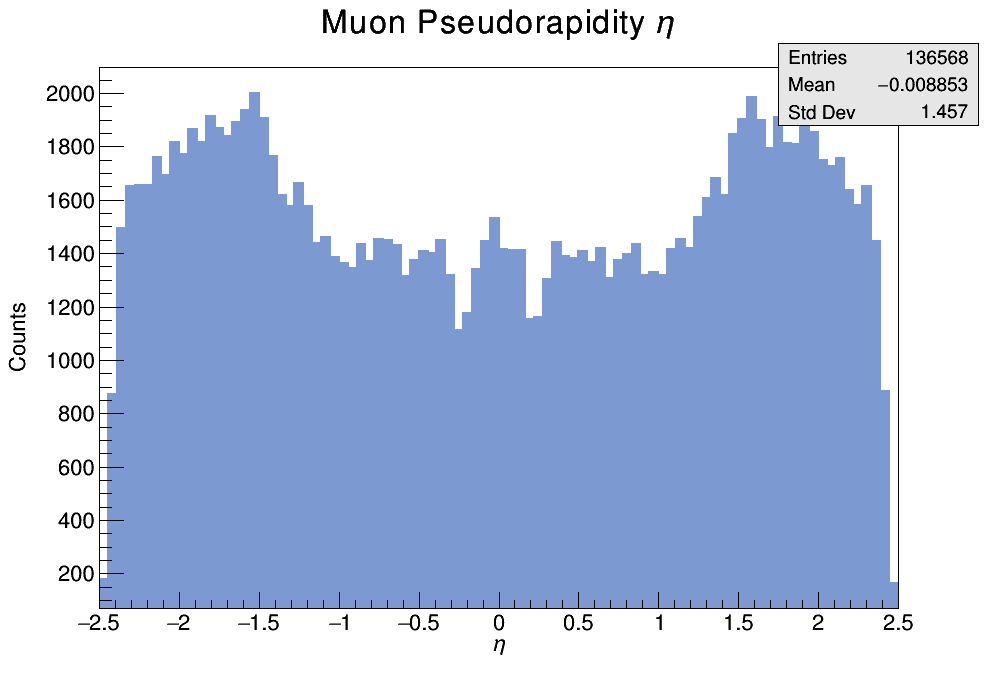 Muon Pseudorapidity η
Entries 136568
Mean −0.008853
Std Dev 1.457
2000
1800
1600
1400
1200
1000
800
600
400
200
Counts
−2.5 −2 −1.5 −1 −0.5 0 0.5 1 1.5 2 2.5
η